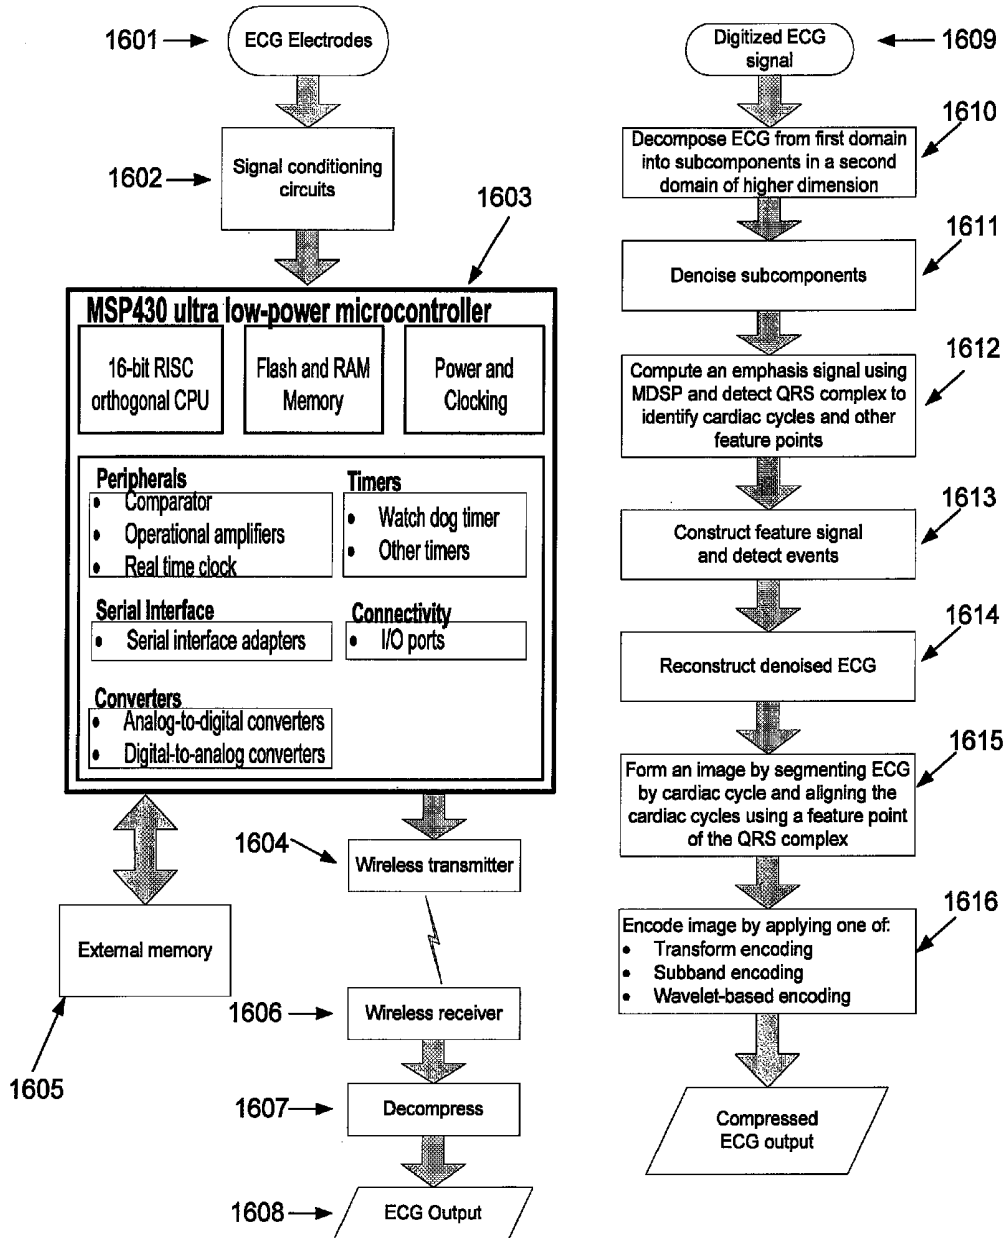 1601
ECG Electrodes
1602
Signal conditioning
circuits
1603
MSP430 ultra low-power microcontroller
16-bit RISC
orthogonal CPU
Flash and RAM
Memory
Power and
Clocking
Peripherals
• Comparator
• Operational amplifiers
• Real time clock
Timers
• Watch dog timer
• Other timers
Serial Interface
• Serial interface adapters
Connectivity
• I/O ports
Converters
• Analog-to-digital converters
• Digital-to-analog converters
1604
Wireless transmitter
External memory
1605
1606
Wireless receiver
1607
Decompress
1608
ECG Output
Digitized ECG
signal
1609
1610
Decompose ECG from first domain
into subcomponents in a second
domain of higher dimension
1611
Denoise subcomponents
1612
Compute an emphasis signal using
MDSP and detect QRS complex to
identify cardiac cycles and other
feature points
1613
Construct feature signal
and detect events
1614
Reconstruct denoised ECG
1615
Form an image by segmenting ECG
by cardiac cycle and aligning the
cardiac cycles using a feature point
of the QRS complex
1616
Encode image by applying one of:
• Transform encoding
• Subband encoding
• Wavelet-based encoding
Compressed
ECG output